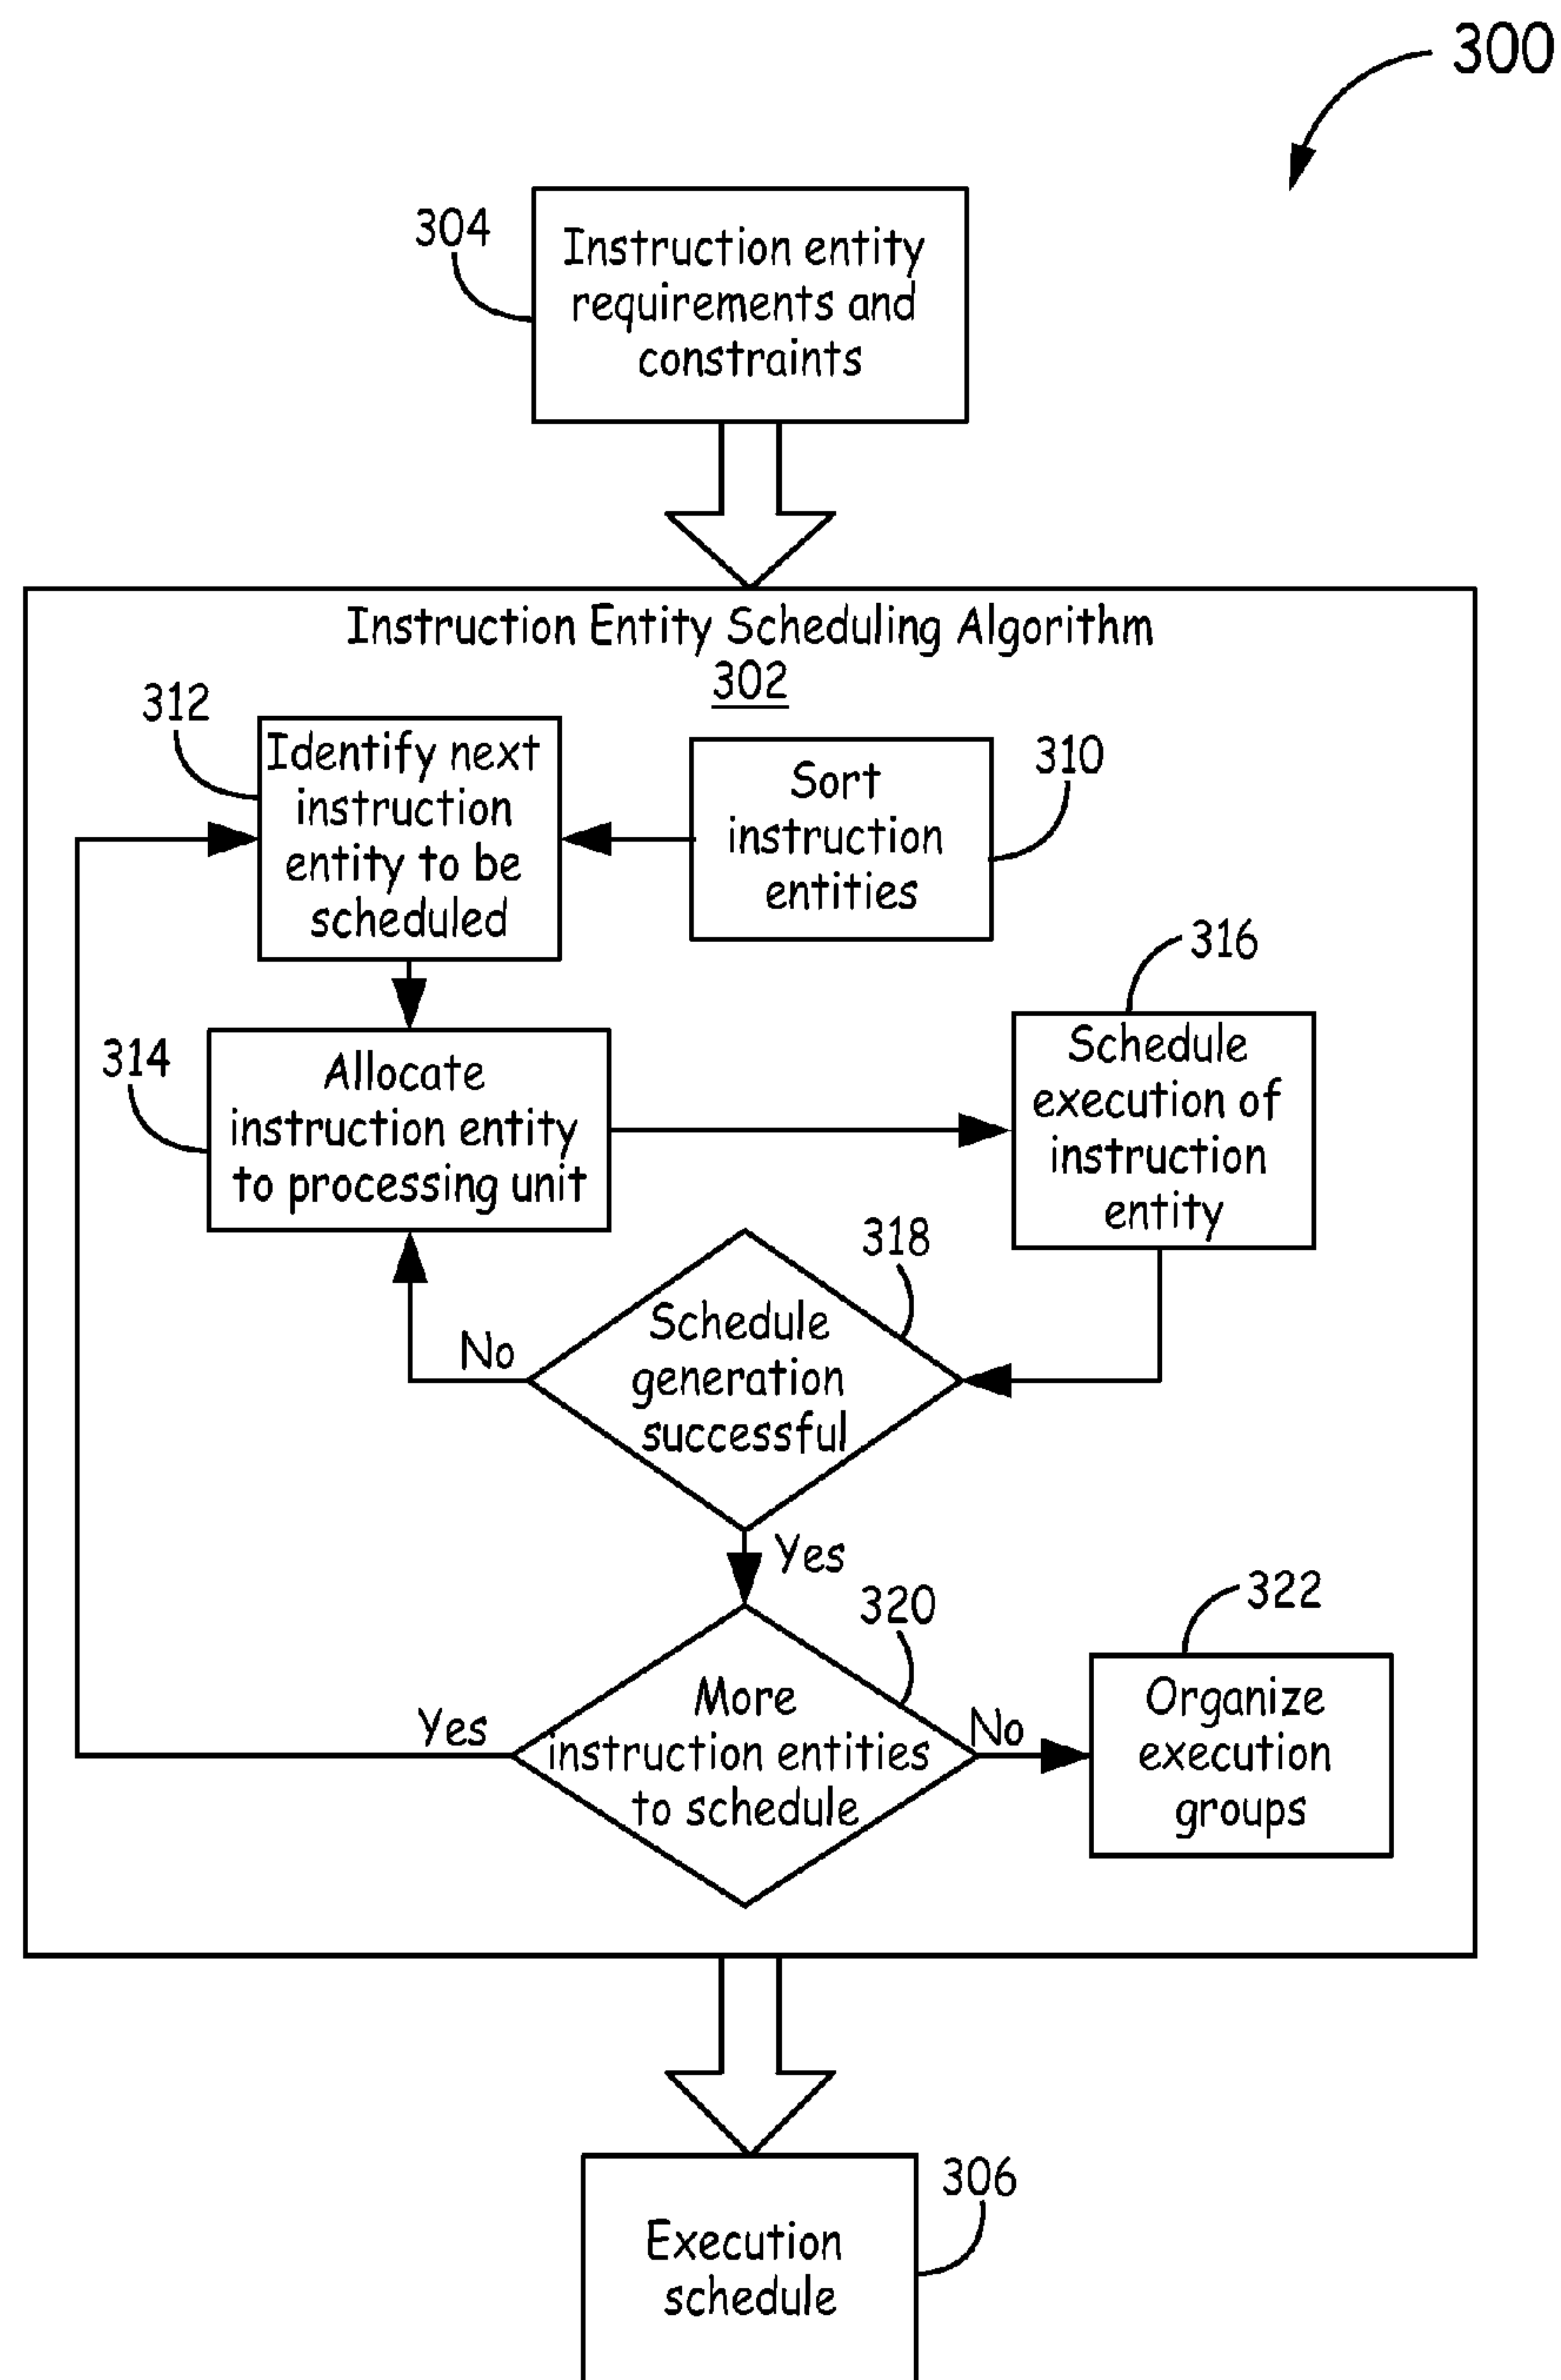 300
304
Instruction entity
requirements and
constraints
Instruction Entity Scheduling Algorithm
302
312
Identify next
instruction
entity to be
scheduled
Sort
instruction
entities
310
316
314
Allocate
instruction entity
to processing unit
Schedule
execution of
instruction
entity
318
Schedule
generation
successful
No
Yes
320
322
More
instruction entities
to schedule
Yes
No
Organize
execution
groups
306
Execution
schedule